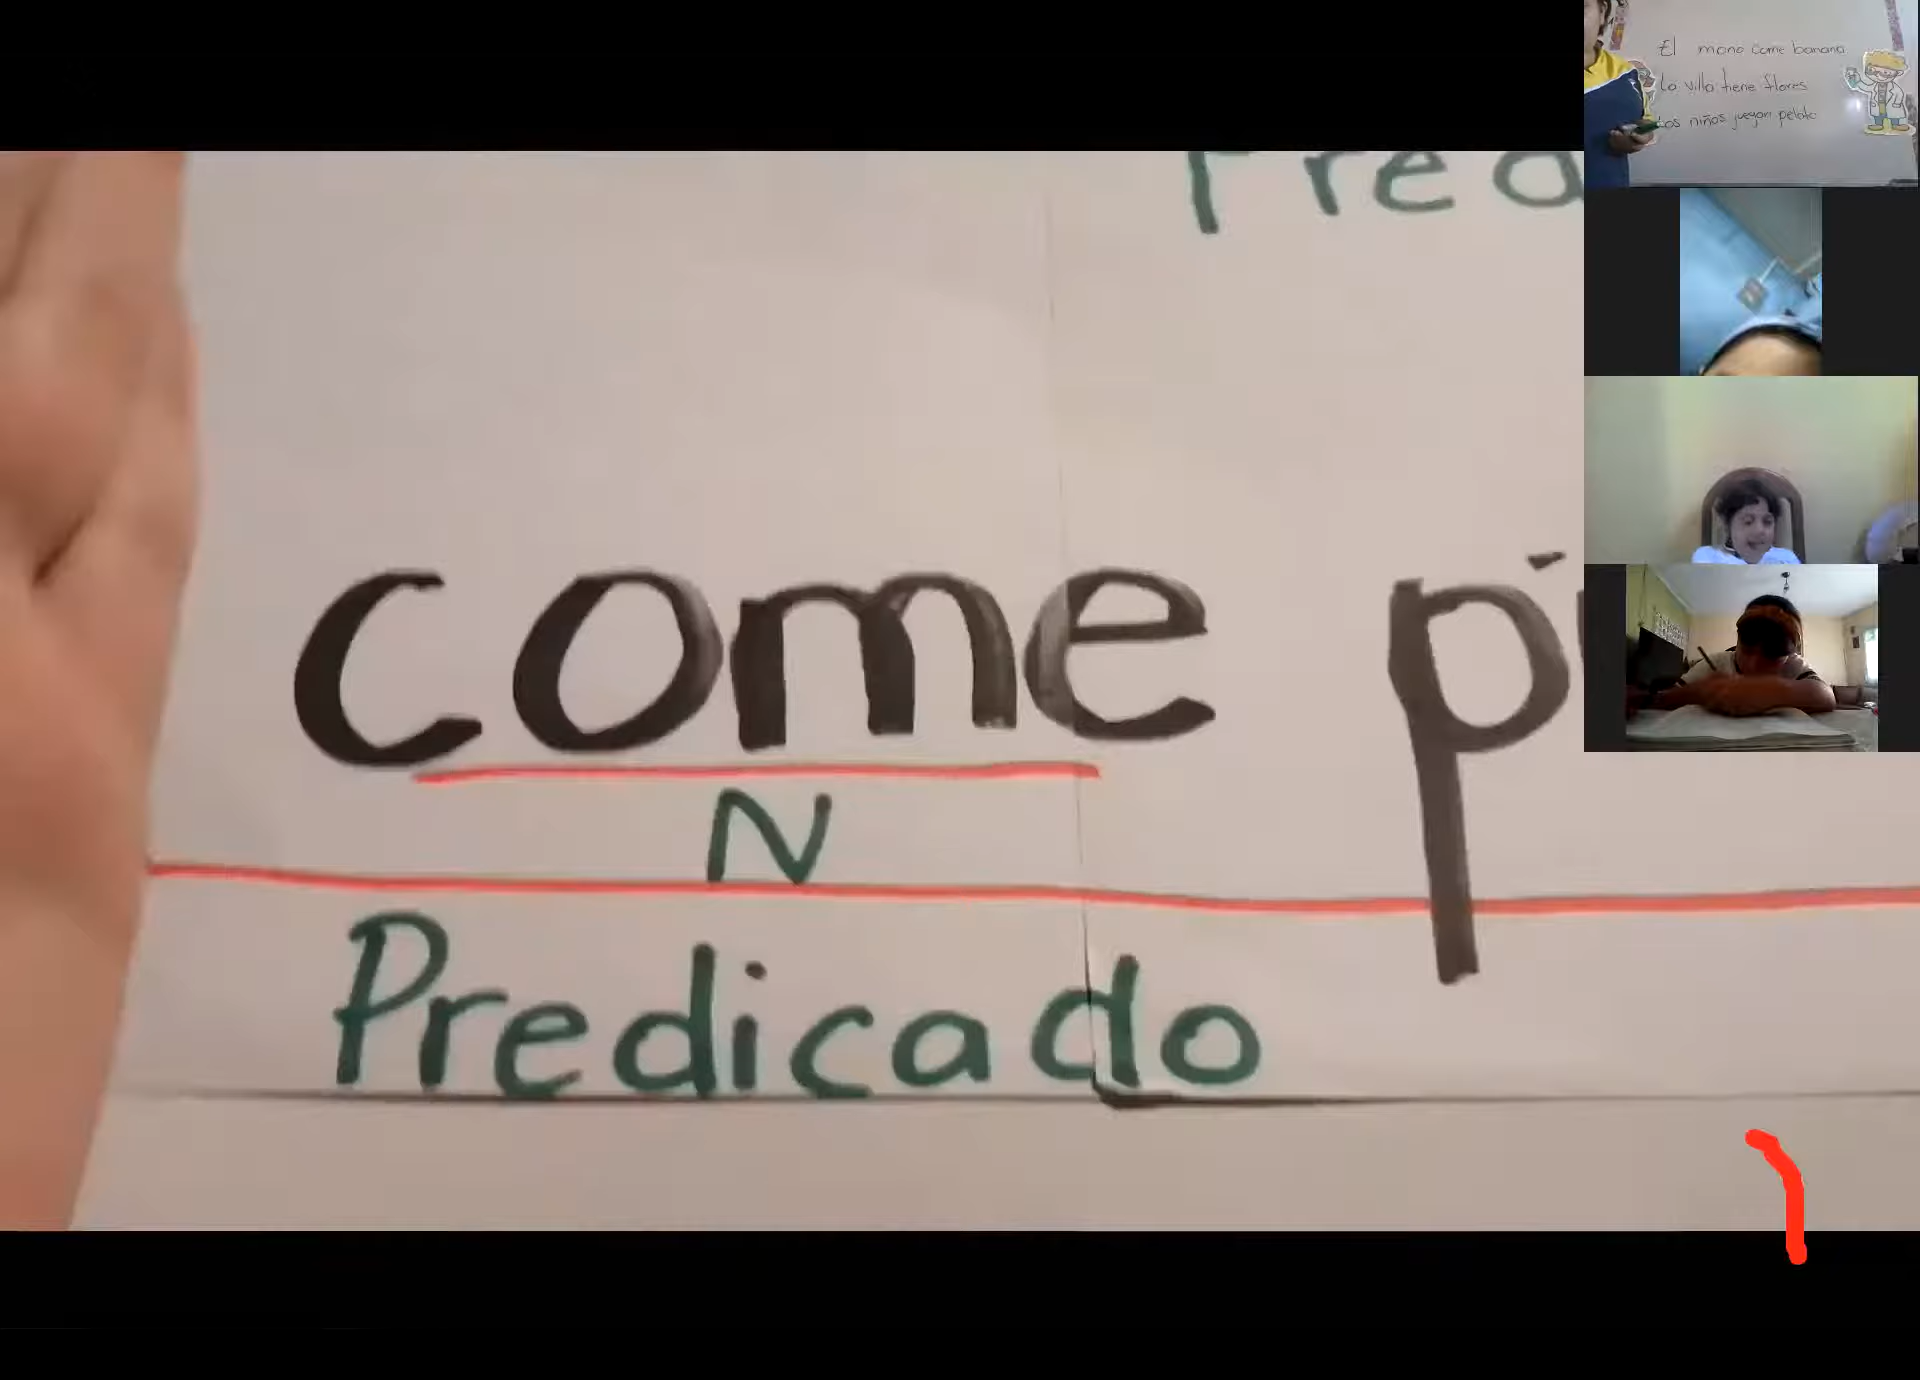 El mono come banana
La villa tiene flores
Los niños juegan pelota
Pred
come
N
Predicado